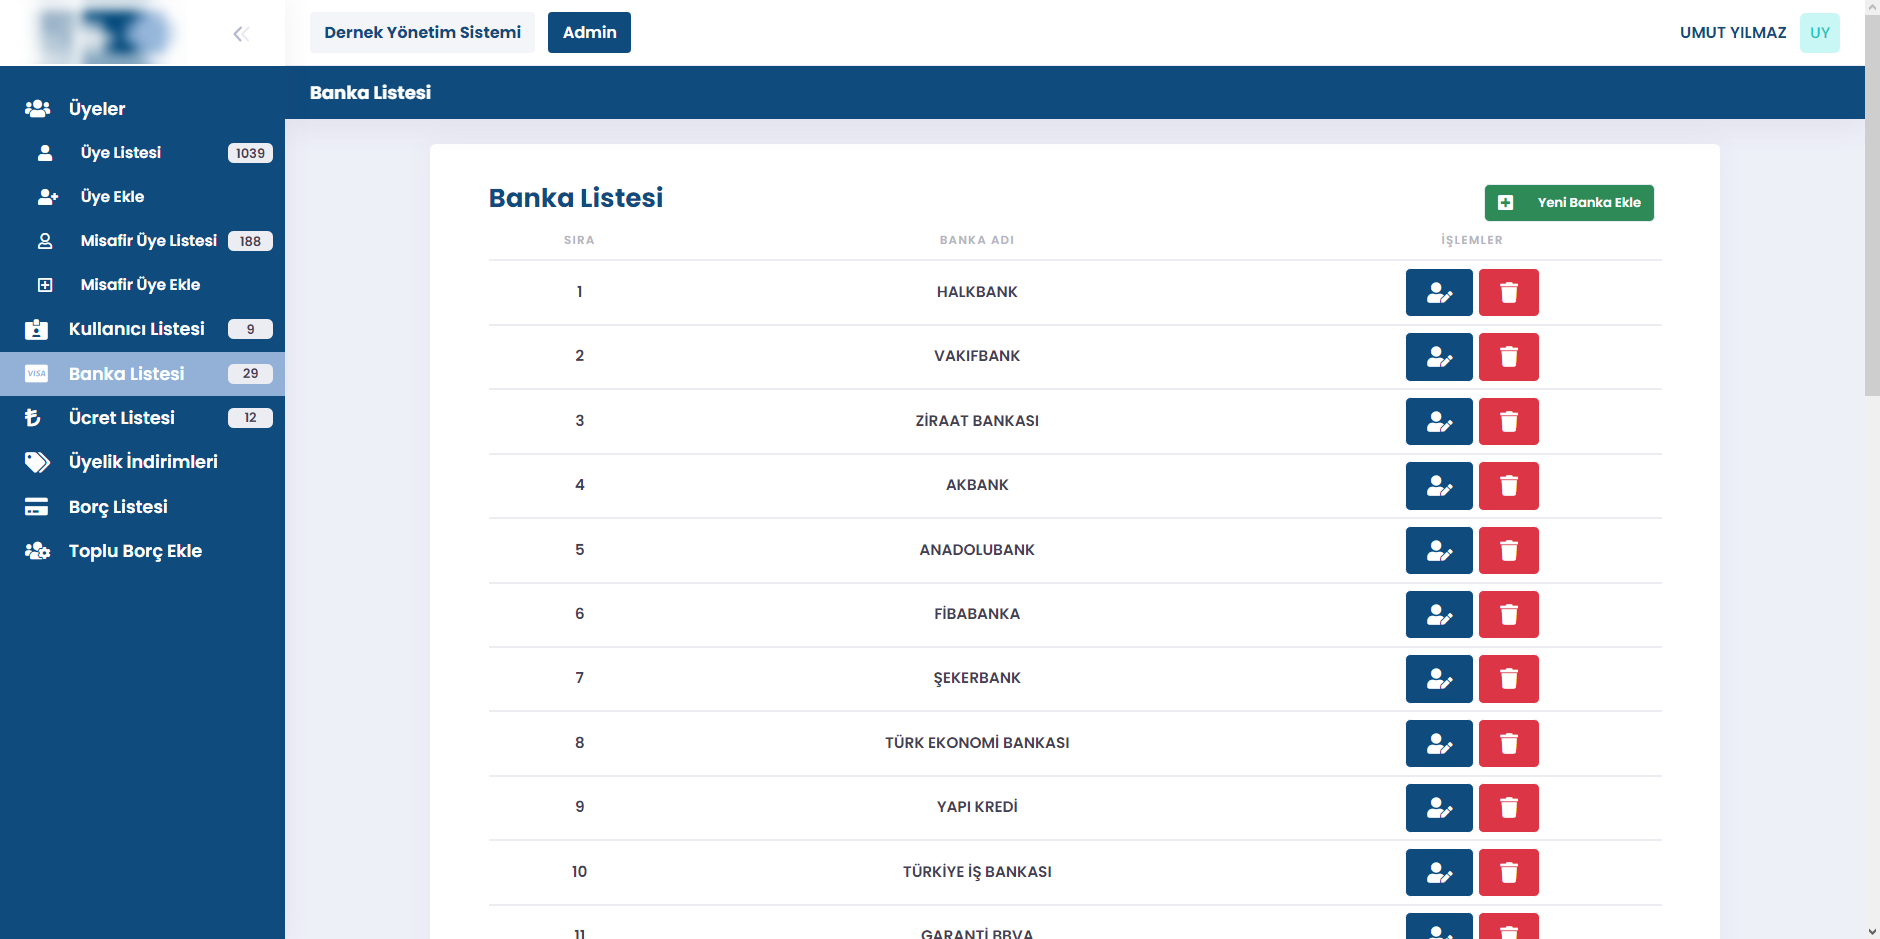 Dernek Yönetim Sistemi
Admin
UMUT YILMAZ
UY
Banka Listesi
Üyeler
Üye Listesi 1039
Üye Ekle
Misafir Üye Listesi 188
Misafir Üye Ekle
Kullanıcı Listesi 9
VISA Banka Listesi 29
Ücret Listesi 12
Üyelik İndirimleri
Borç Listesi
Toplu Borç Ekle
Banka Listesi
Yeni Banka Ekle
SIRA BANKA ADI İŞLEMLER
1 HALKBANK
2 VAKIFBANK
3 ZİRAAT BANKASI
4 AKBANK
5 ANADOLUBANK
6 FİBABANKA
7 ŞEKERBANK
8 TÜRK EKONOMİ BANKASI
9 YAPI KREDİ
10 TÜRKİYE İŞ BANKASI
11 GARANTİ BBVA